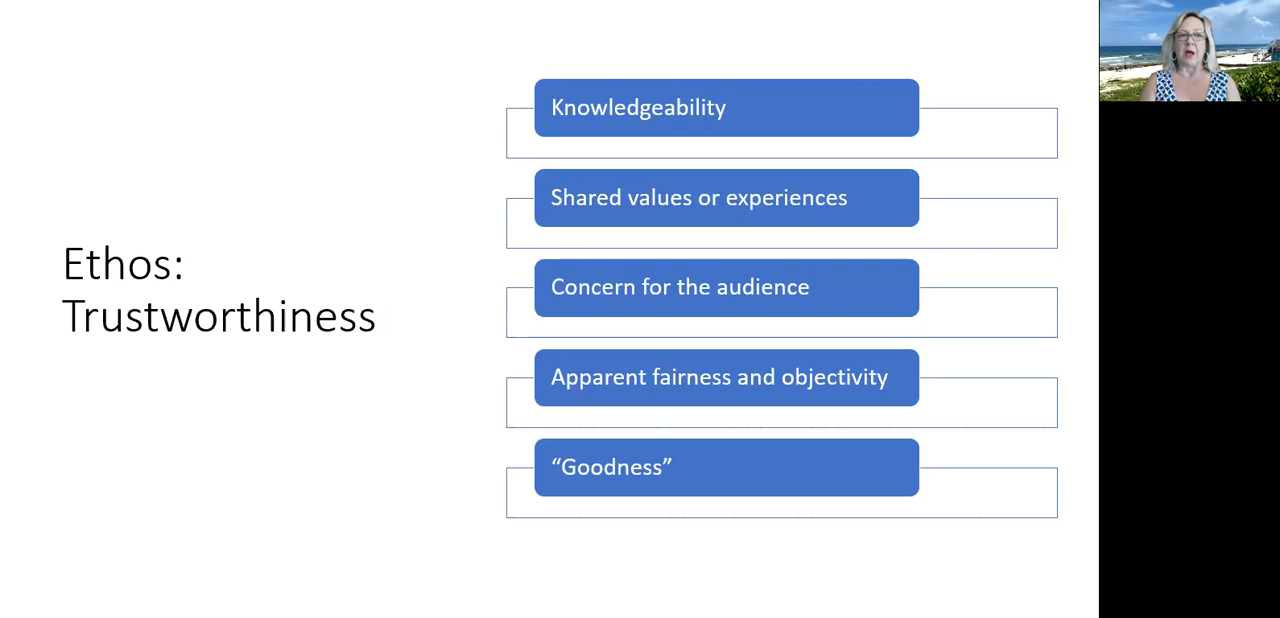 Ethos:
Trustworthiness
Knowledgeability
Shared values or experiences
Concern for the audience
Apparent fairness and objectivity
“Goodness”